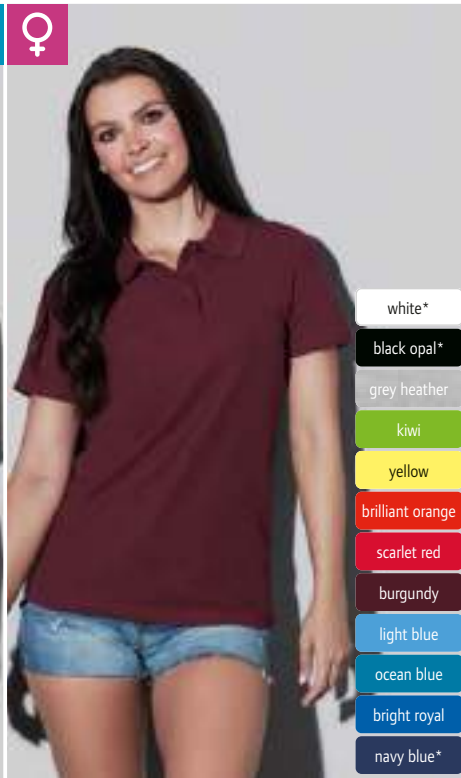 white*
black opal*
grey heather
kiwi
yellow
brilliant orange
scarlet red
burgundy
light blue
ocean blue
bright royal
navy blue*